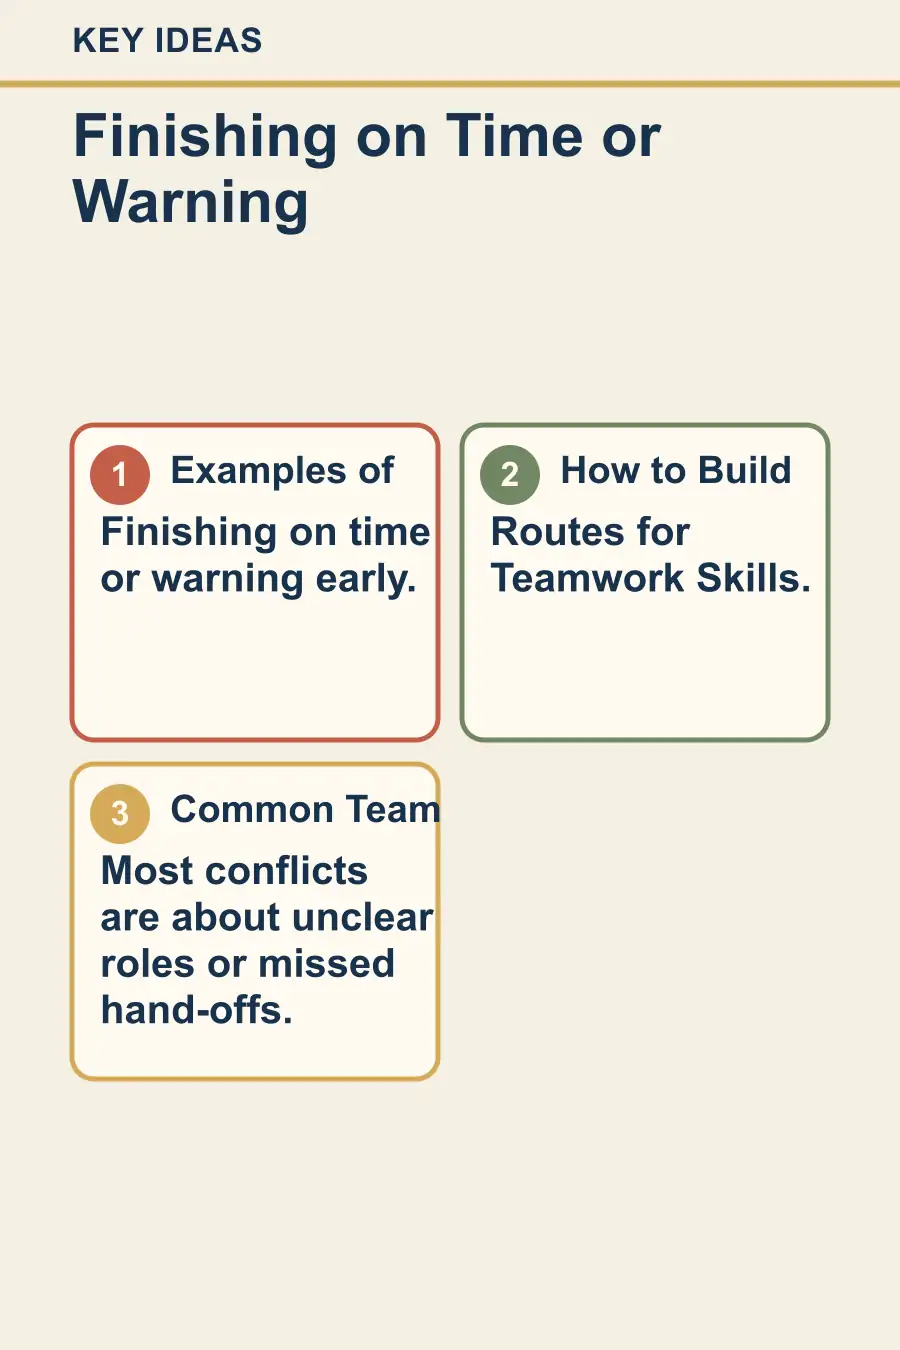 KEY IDEAS
Finishing on Time or
Warning
1 Examples of
Finishing on time
or warning early.
2 How to Build
Routes for
Teamwork Skills.
3 Common Team
Most conflicts
are about unclear
roles or missed
hand-offs.